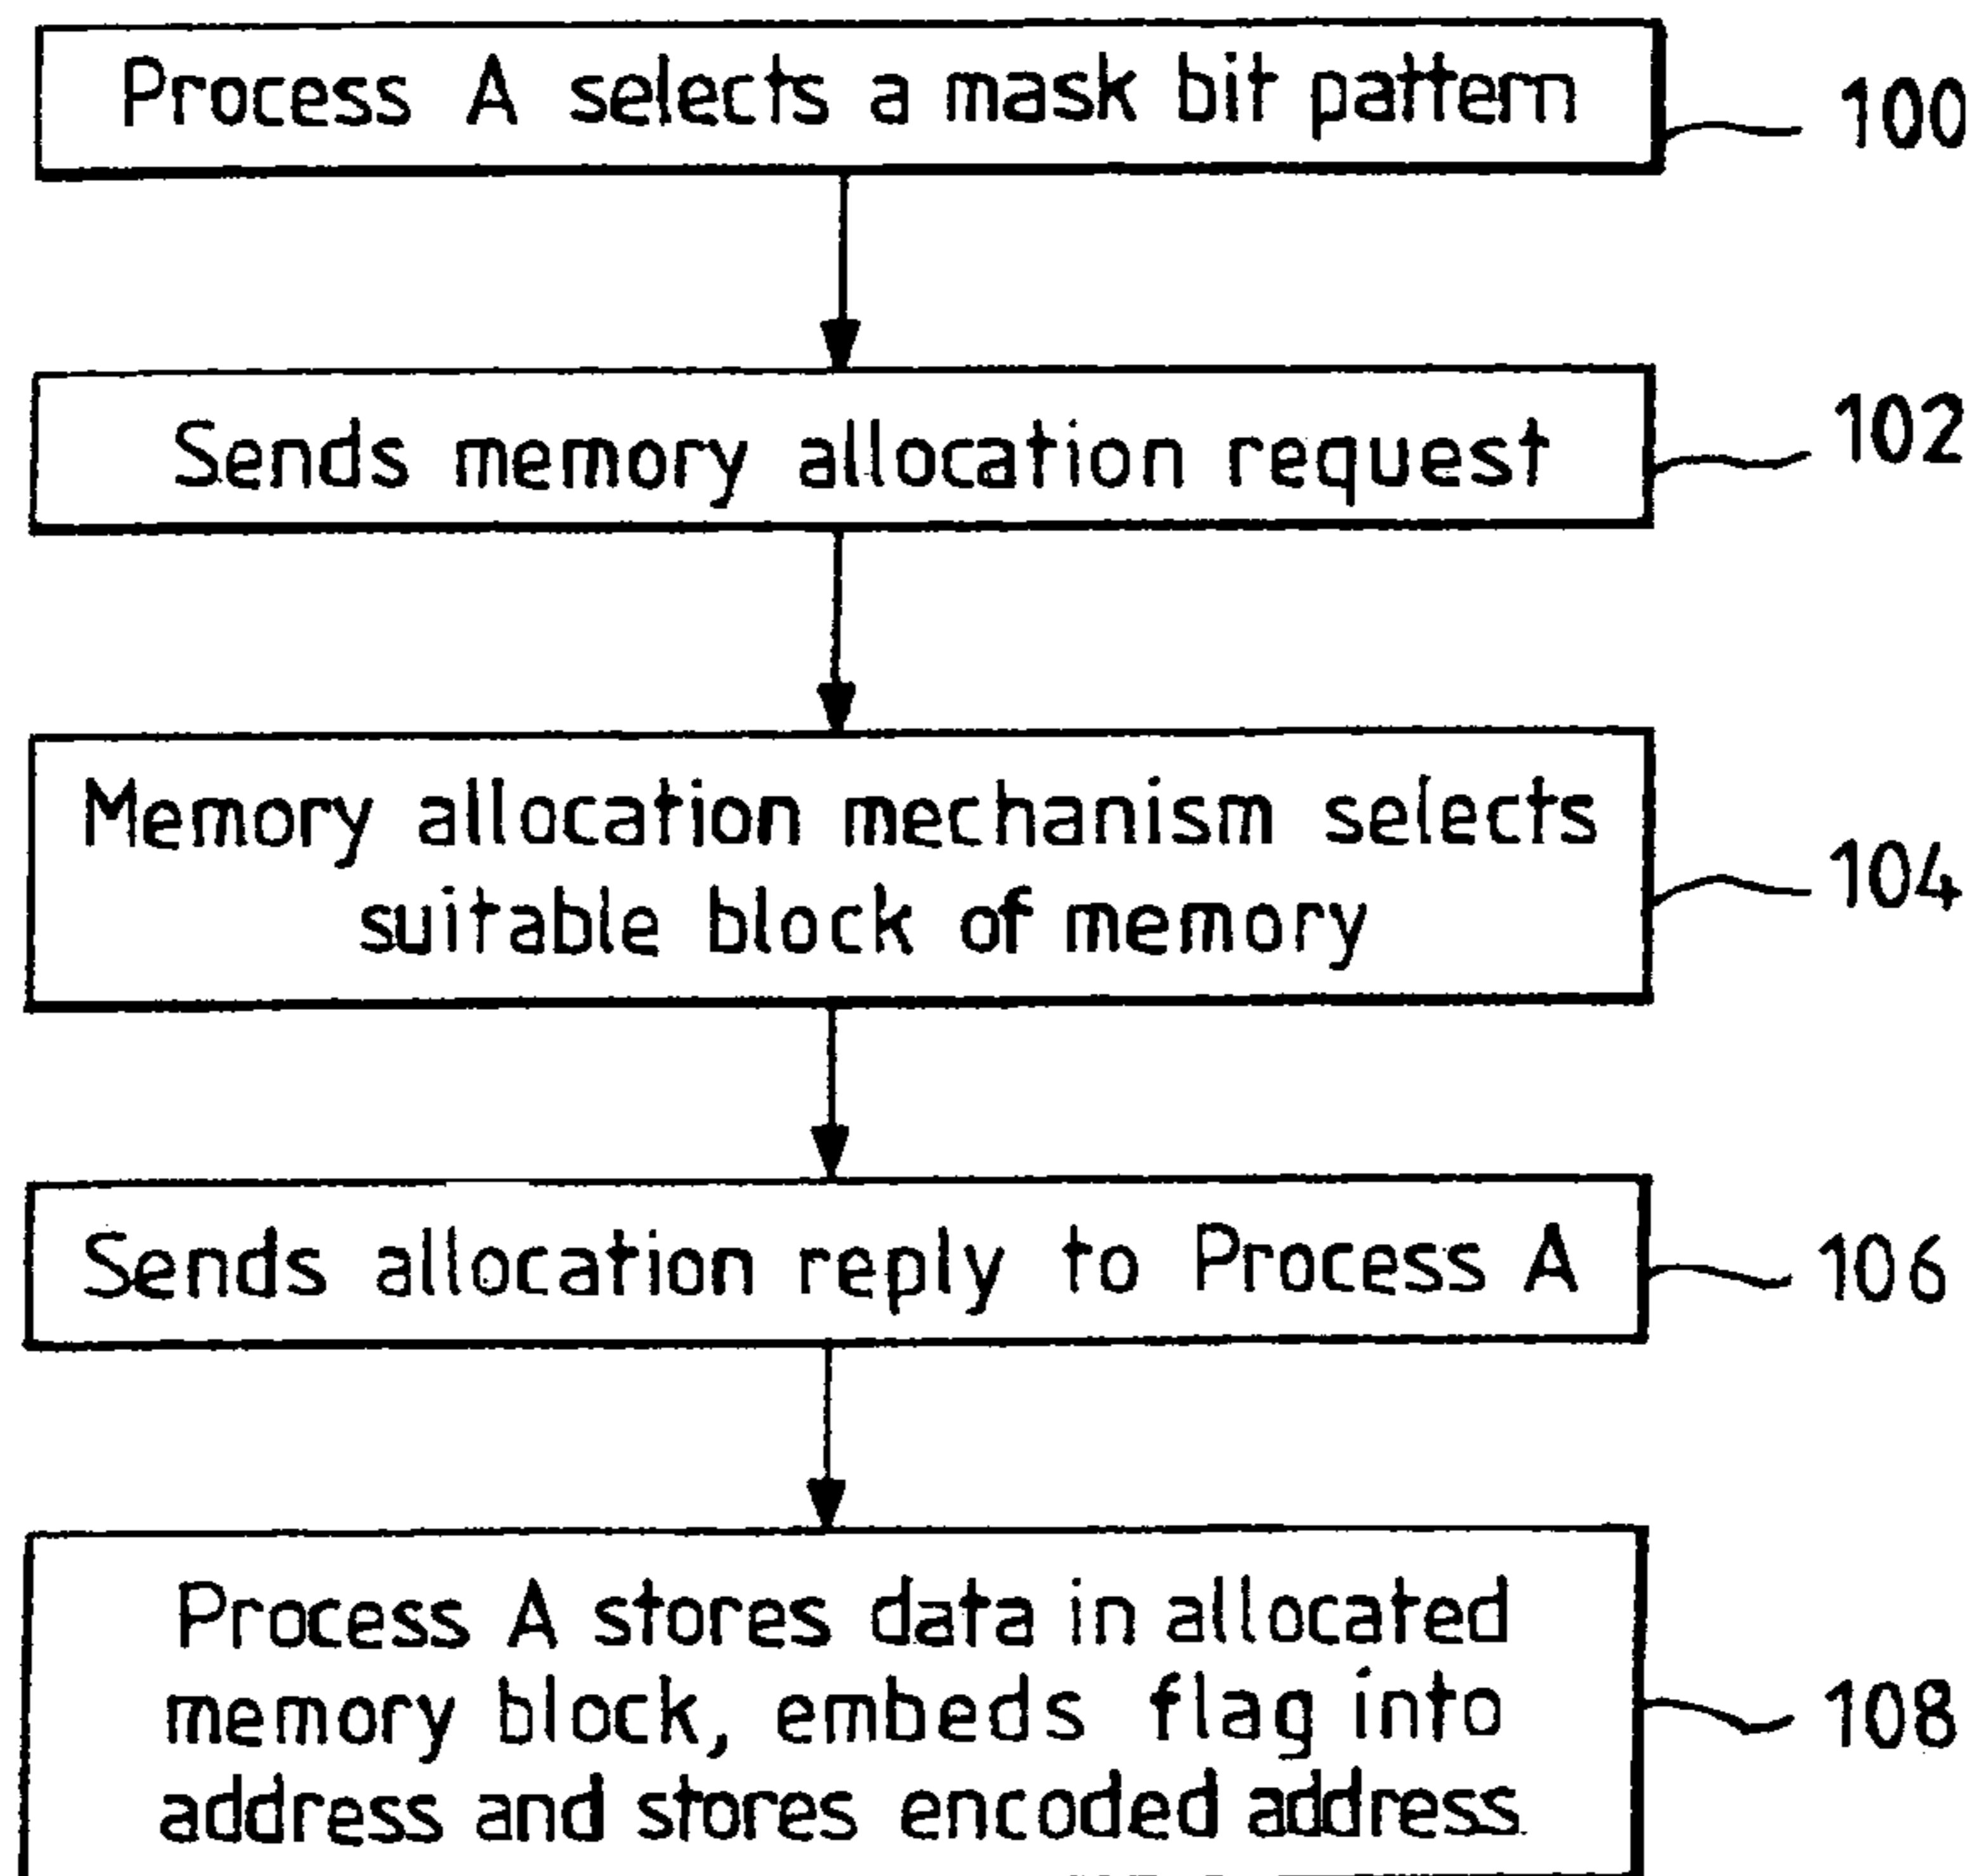 Process A selects a mask bit pattern
100
Sends memory allocation request
102
Memory allocation mechanism selects
suitable block of memory
104
Sends allocation reply to Process A
106
Process A stores data in allocated
memory block, embeds flag into
address and stores encoded address
108